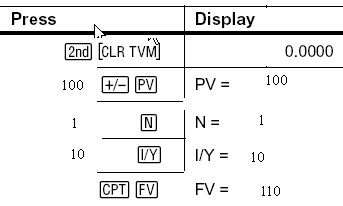 Press Display
2nd [CLR TVM] 0.0000
100 +/− PV PV = 100
1 N N = 1
10 I/Y I/Y = 10
CPT FV FV = 110